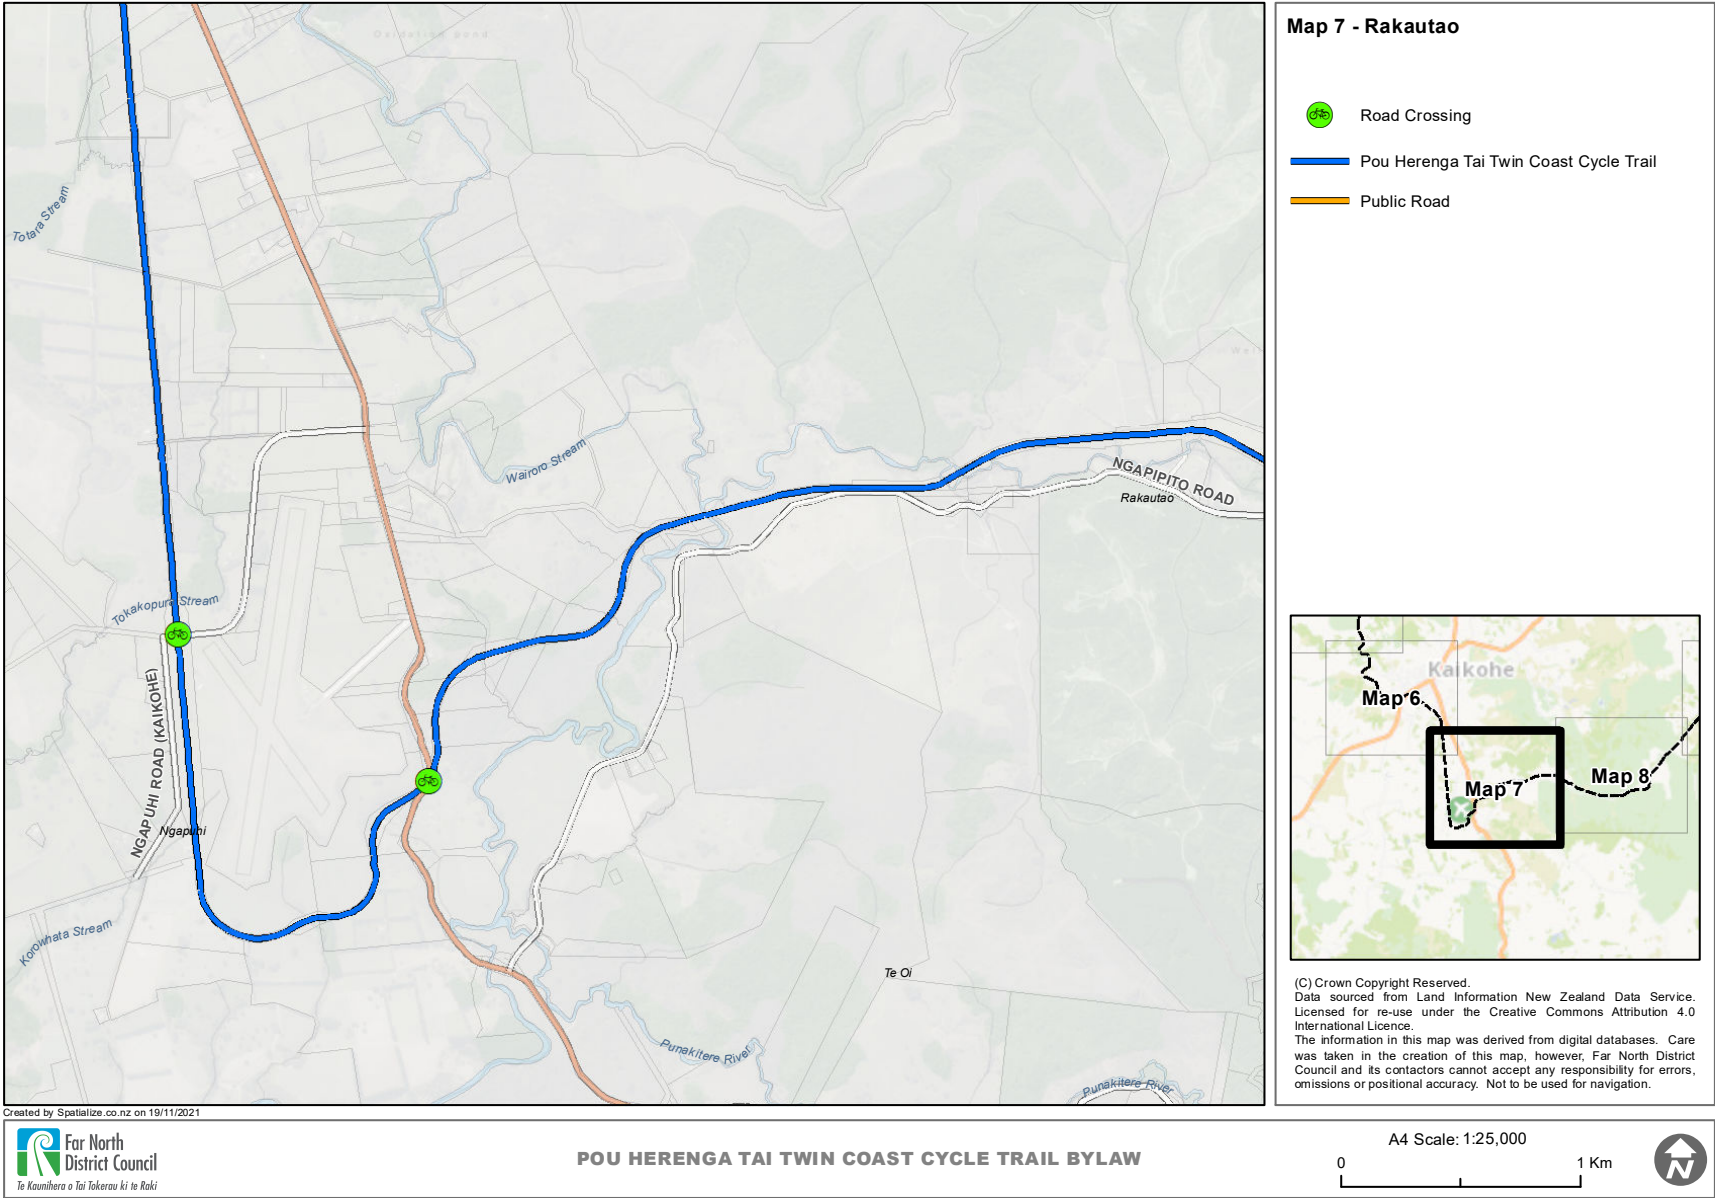 Map 7 - Rakautao
Road Crossing
Pou Herenga Tai Twin Coast Cycle Trail
Public Road
Oxidation Pond
Totara Stream
Wairoro Stream
NGAPIPITO ROAD
Rakautao
Tokakopura Stream
NGAPUHI ROAD (KAIKOHE)
Ngapuhi
Korowhata Stream
Te Oi
Punakitere River
Punakitere River
Kaikohe
Map 6
Map 7
Map 8
(C) Crown Copyright Reserved.
Data sourced from Land Information New Zealand Data Service.
Licensed for re-use under the Creative Commons Attribution 4.0
International Licence.
The information in this map was derived from digital databases. Care
was taken in the creation of this map, however, Far North District
Council and its contactors cannot accept any responsibility for errors,
omissions or positional accuracy. Not to be used for navigation.
Created by Spatialize.co.nz on 19/11/2021
Far North
District Council
Te Kaunihera o Tai Tokerau ki te Raki
POU HERENGA TAI TWIN COAST CYCLE TRAIL BYLAW
A4 Scale: 1:25,000
0 1 Km
N